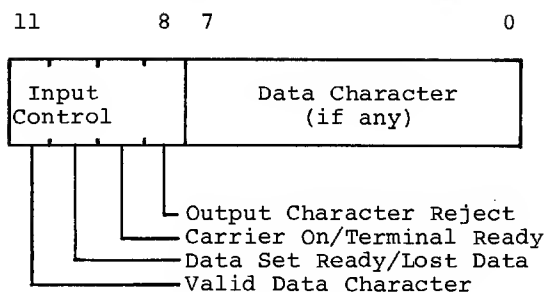 11 8 7 0
Input Data Character
Control (if any)
Output Character Reject
Carrier On/Terminal Ready
Data Set Ready/Lost Data
Valid Data Character